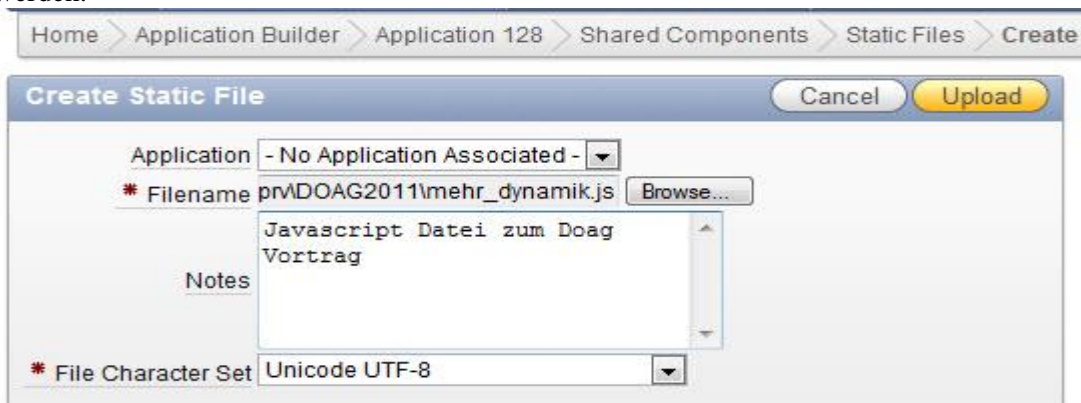 Home Application Builder Application 128 Shared Components Static Files Create
Create Static File Cancel Upload
Application - No Application Associated -
* Filename prv\DOAG2011\mehr_dynamik.js Browse...
Javascript Datei zum Doag
Vortrag
Notes
* File Character Set Unicode UTF-8